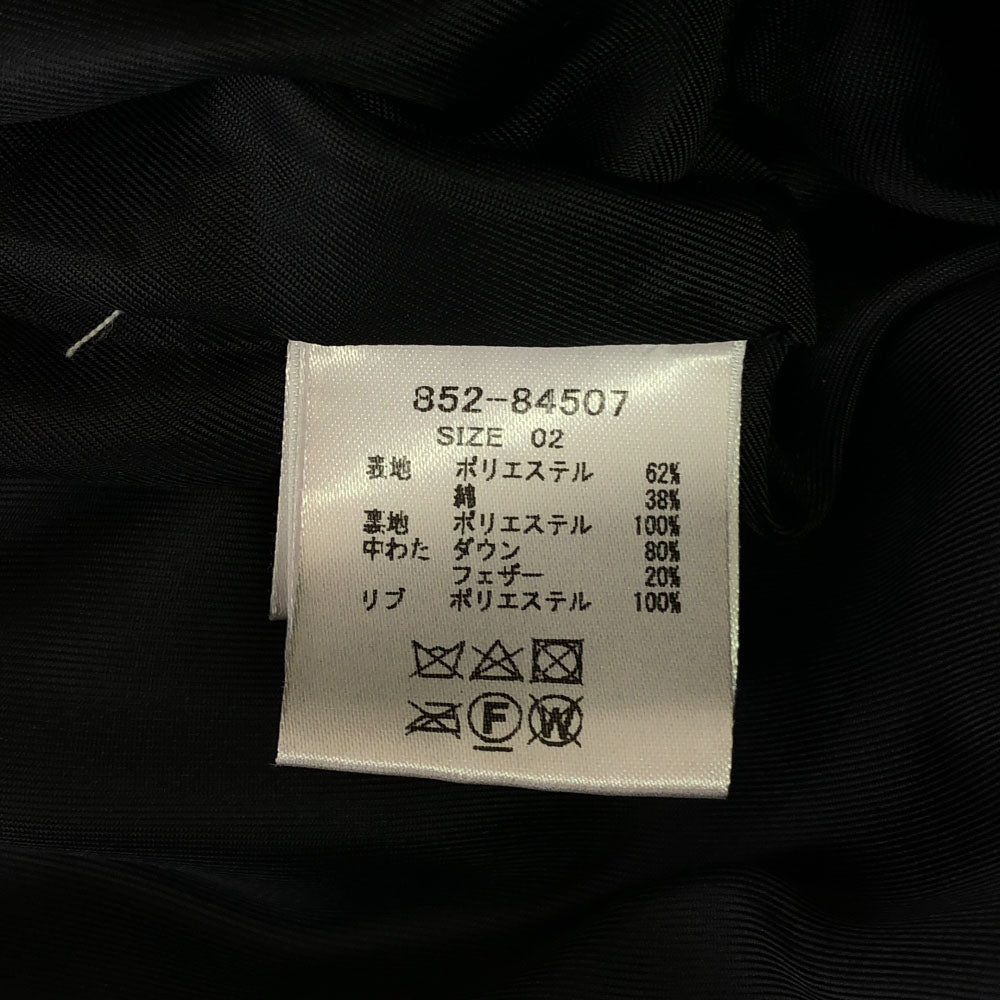 852-84507
SIZE 02
表地 ポリエステル 62%
綿 38%
裏地 ポリエステル 100%
中わた ダウン 80%
フェザー 20%
リブ ポリエステル 100%
F W